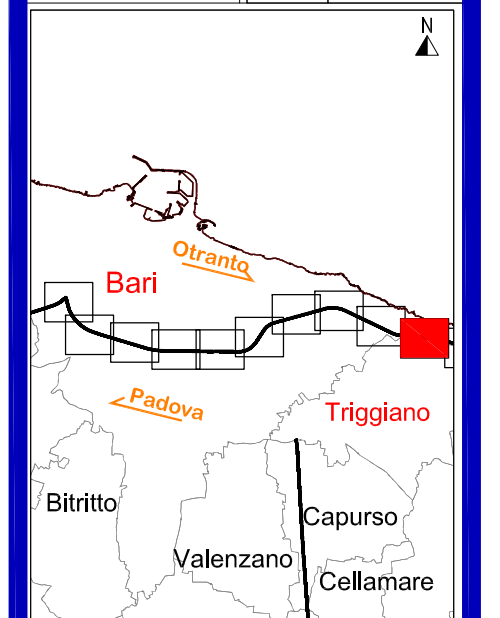 N
Otranto
Bari
Padova
Triggiano
Bitritto
Capurso
Valenzano
Cellamare